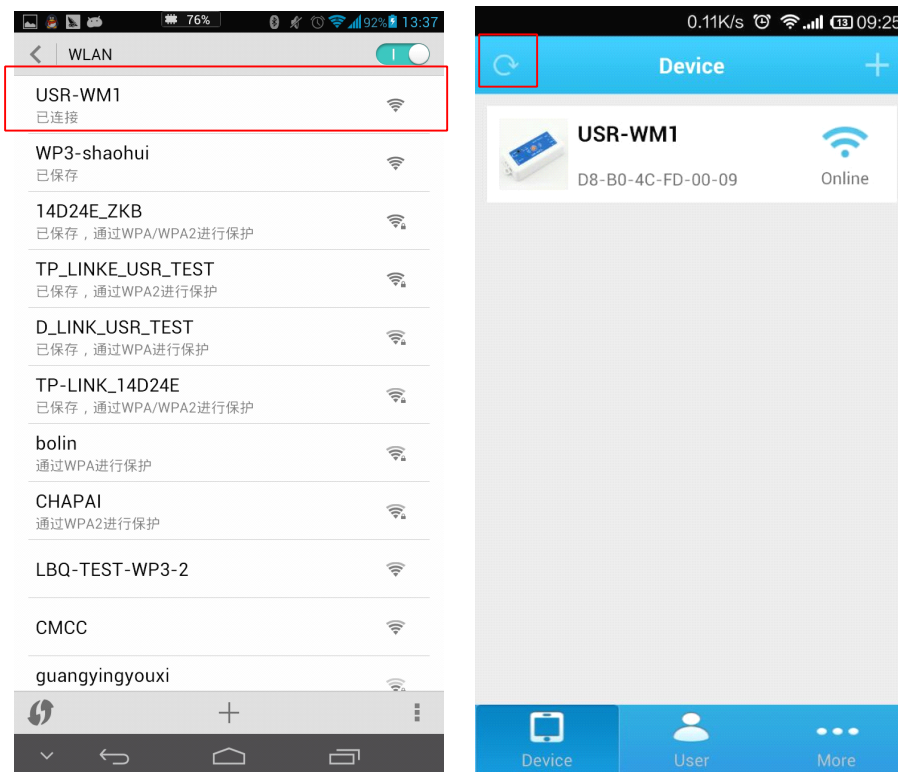 76%
92%
13:37
WLAN
USR-WM1
已连接
WP3-shaohui
已保存
14D24E_ZKB
已保存，通过WPA/WPA2进行保护
TP_LINKE_USR_TEST
已保存，通过WPA2进行保护
D_LINK_USR_TEST
已保存，通过WPA进行保护
TP-LINK_14D24E
已保存，通过WPA/WPA2进行保护
bolin
通过WPA进行保护
CHAPAI
通过WPA2进行保护
LBQ-TEST-WP3-2
CMCC
guangyingyouxi
0.11K/s
13
09:25
Device
USR-WM1
D8-B0-4C-FD-00-09
Online
Device
User
More